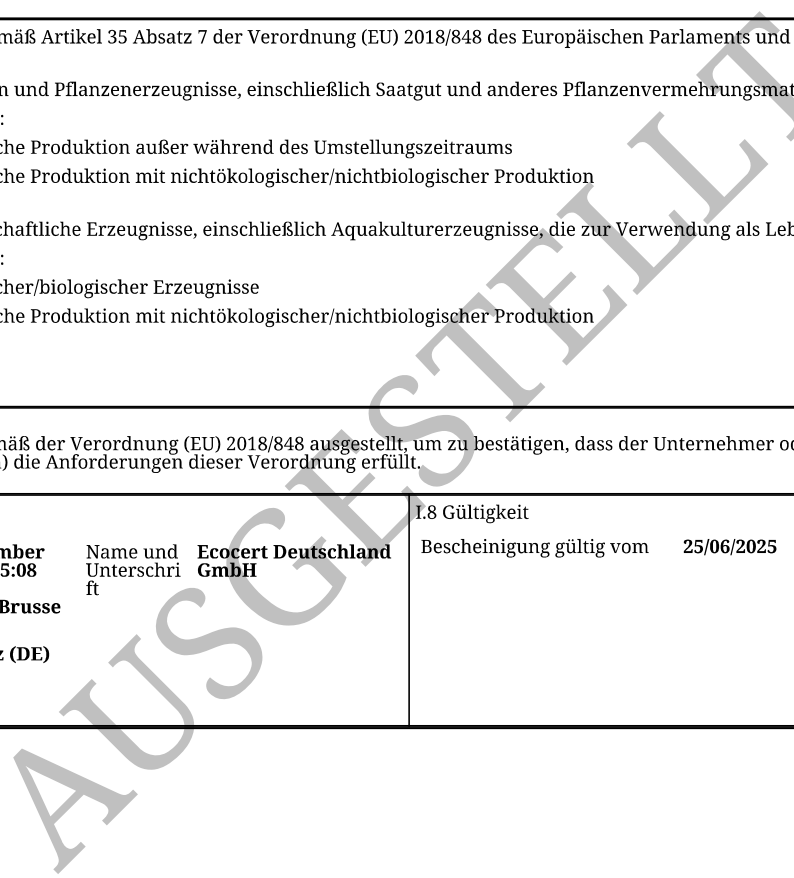 mäß Artikel 35 Absatz 7 der Verordnung (EU) 2018/848 des Europäischen Parlaments und
n und Pflanzenerzeugnisse, einschließlich Saatgut und anderes Pflanzenvermehrungsmat
:
che Produktion außer während des Umstellungszeitraums
che Produktion mit nichtökologischer/nichtbiologischer Produktion
chaftliche Erzeugnisse, einschließlich Aquakulturerzeugnisse, die zur Verwendung als Leb
:
cher/biologischer Erzeugnisse
che Produktion mit nichtökologischer/nichtbiologischer Produktion
mäß der Verordnung (EU) 2018/848 ausgestellt, um zu bestätigen, dass der Unternehmer od
) die Anforderungen dieser Verordnung erfüllt.
I.8 Gültigkeit
mber Name und Ecocert Deutschland
5:08 Unterschri GmbH
ft
Brusse
z (DE)
Bescheinigung gültig vom 25/06/2025
AUSGESTELLT